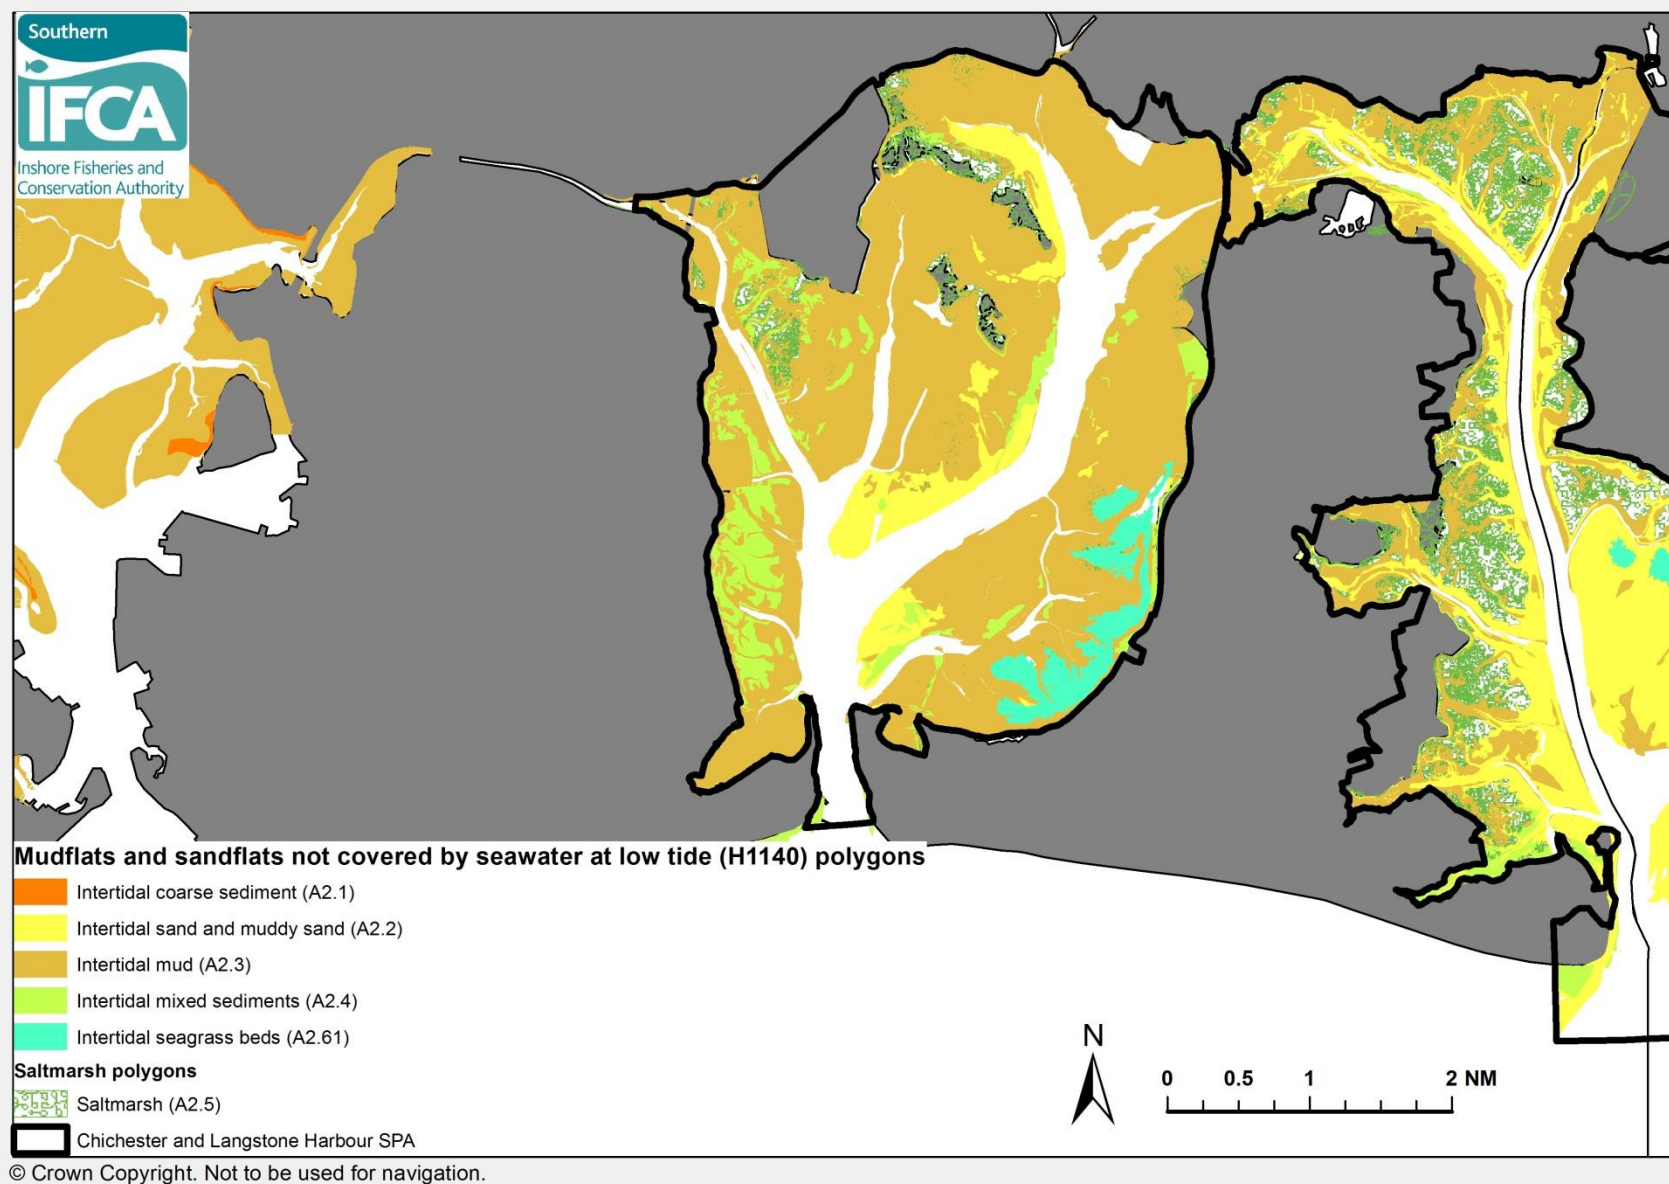 Southern
IFCA
Inshore Fisheries and
Conservation Authority
Mudflats and sandflats not covered by seawater at low tide (H1140) polygons
Intertidal coarse sediment (A2.1)
Intertidal sand and muddy sand (A2.2)
Intertidal mud (A2.3)
Intertidal mixed sediments (A2.4)
Intertidal seagrass beds (A2.61)
Saltmarsh polygons
Saltmarsh (A2.5)
Chichester and Langstone Harbour SPA
N
0 0.5 1 2 NM
© Crown Copyright. Not to be used for navigation.